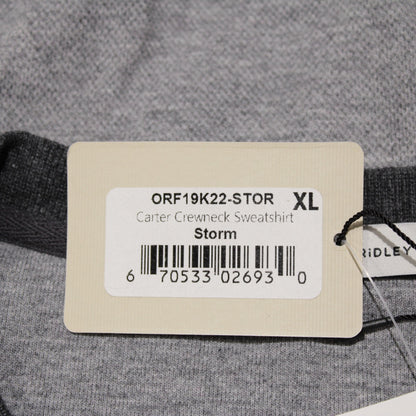 ORF19K22-STOR XL
Carter Crewneck Sweatshirt
Storm
6 70533 02693 0
RiDLEY